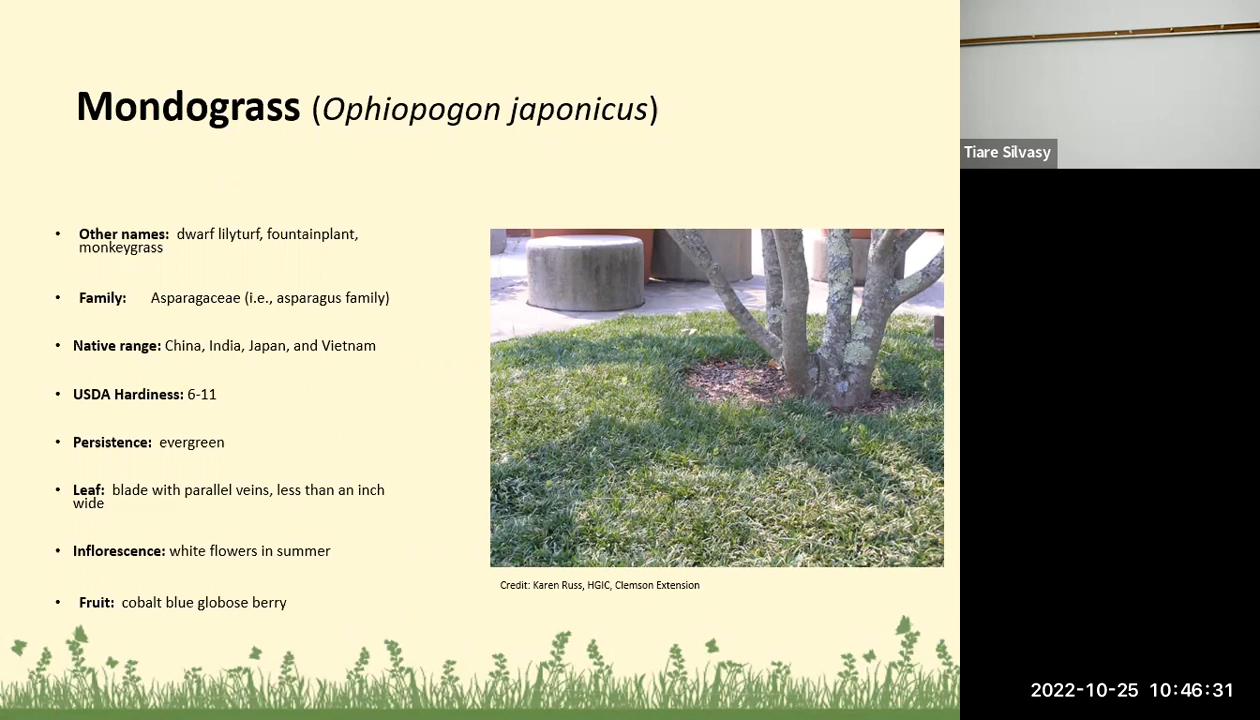 Mondograss (Ophiopogon japonicus)
• Other names: dwarf lilyturf, fountainplant,
monkeygrass
• Family: Asparagaceae (i.e., asparagus family)
• Native range: China, India, Japan, and Vietnam
• USDA Hardiness: 6-11
• Persistence: evergreen
• Leaf: blade with parallel veins, less than an inch
wide
• Inflorescence: white flowers in summer
• Fruit: cobalt blue globose berry
Credit: Karen Russ, HGIC, Clemson Extension
Tiare Silvasy
2022-10-25 10:46:31